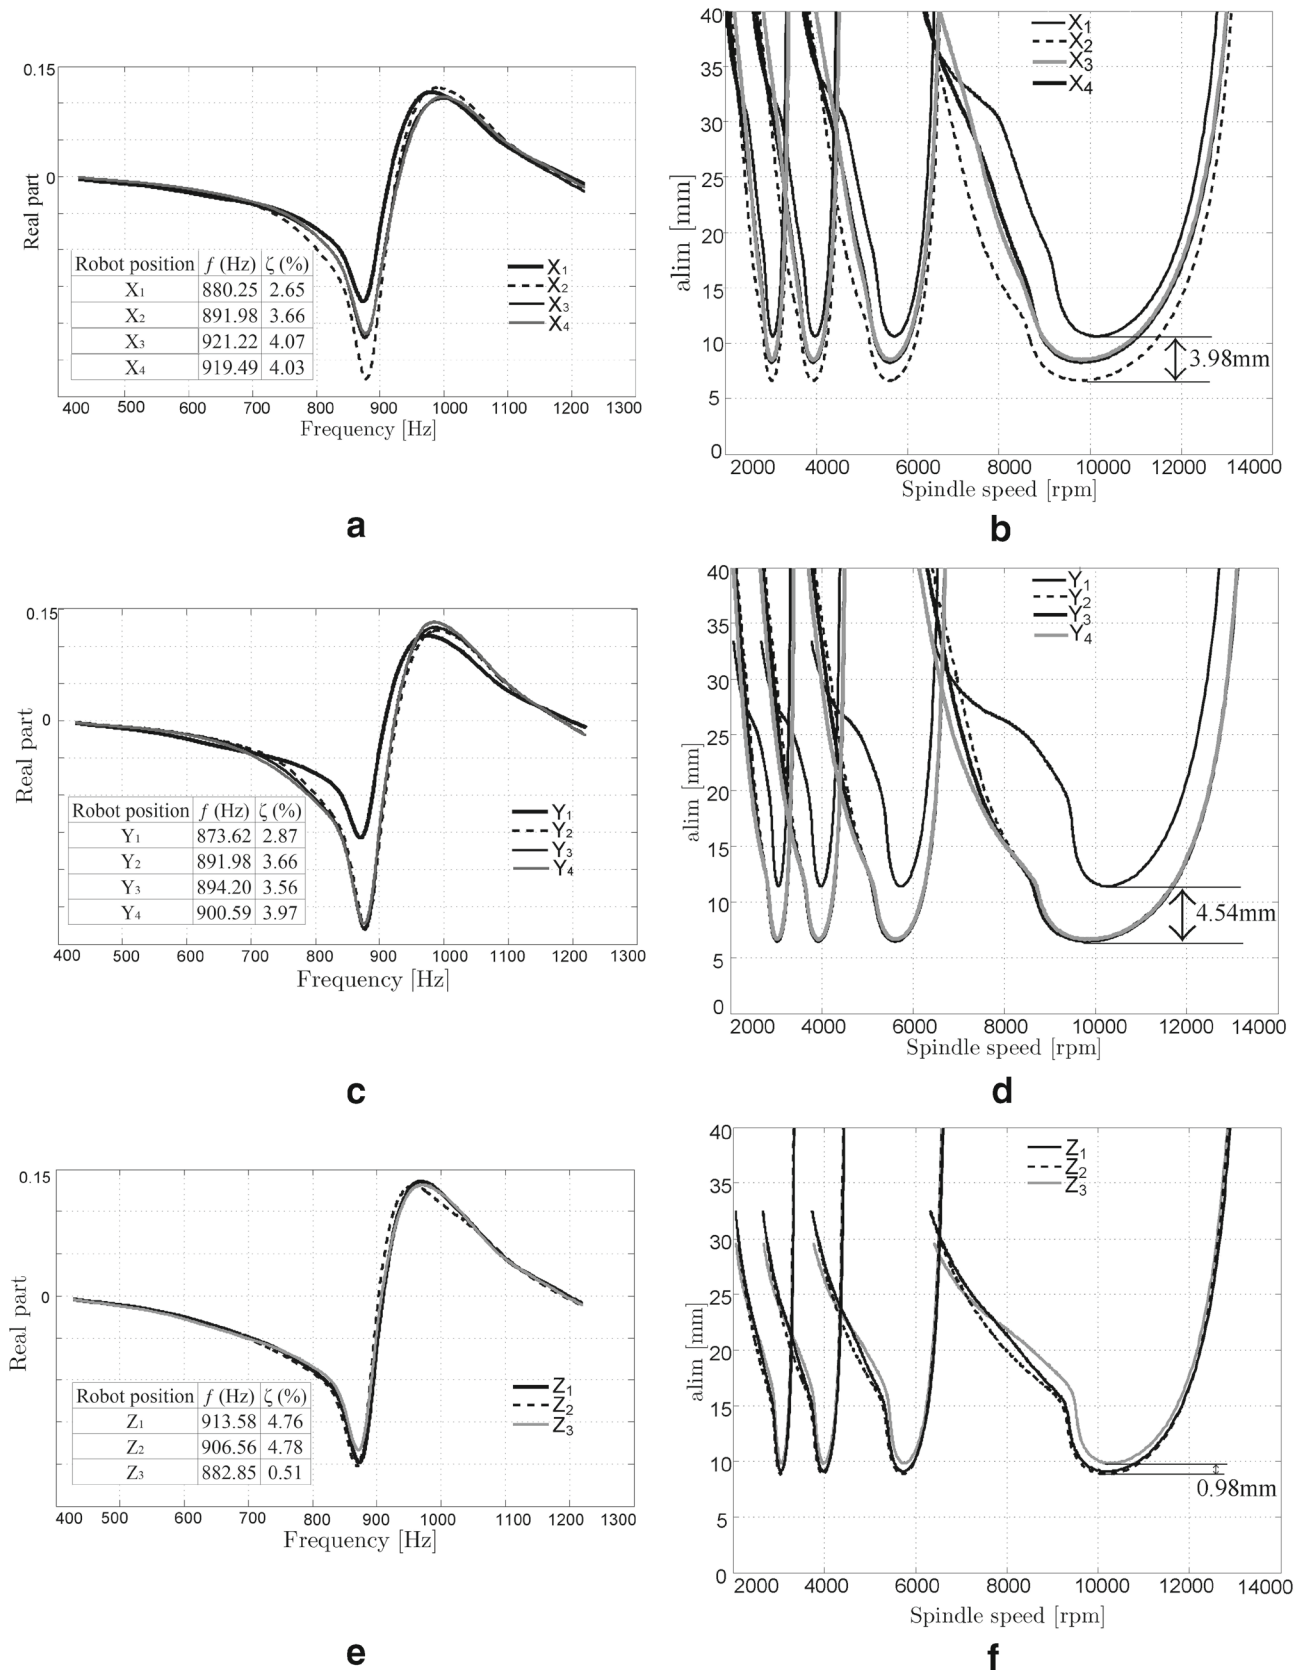 0.15
0
Real part
Robot position f (Hz) ζ (%)
X1 880.25 2.65
X2 891.98 3.66
X3 921.22 4.07
X4 919.49 4.03
X1
X2
X3
X4
400 500 600 700 800 900 1000 1100 1200 1300
Frequency [Hz]
a
40
35
30
25
20
15
10
5
0
alim [mm]
X1
X2
X3
X4
3.98mm
2000 4000 6000 8000 10000 12000 14000
Spindle speed [rpm]
b
0.15
0
Real part
Robot position f (Hz) ζ (%)
Y1 873.62 2.87
Y2 891.98 3.66
Y3 894.20 3.56
Y4 900.59 3.97
Y1
Y2
Y3
Y4
400 500 600 700 800 900 1000 1100 1200 1300
Frequency [Hz]
c
40
35
30
25
20
15
10
5
0
alim [mm]
Y1
Y2
Y3
Y4
4.54mm
2000 4000 6000 8000 10000 12000 14000
Spindle speed [rpm]
d
0.15
0
Real part
Robot position f (Hz) ζ (%)
Z1 913.58 4.76
Z2 906.56 4.78
Z3 882.85 0.51
Z1
Z2
Z3
400 500 600 700 800 900 1000 1100 1200 1300
Frequency [Hz]
e
40
35
30
25
20
15
10
5
0
alim [mm]
Z1
Z2
Z3
0.98mm
2000 4000 6000 8000 10000 12000 14000
Spindle speed [rpm]
f